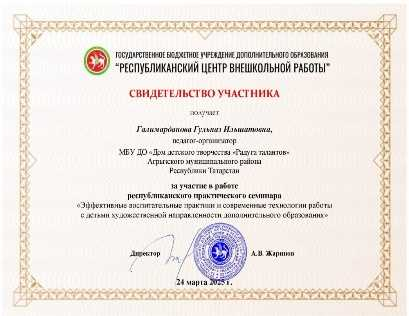 ГОСУДАРСТВЕННОЕ БЮДЖЕТНОЕ УЧРЕЖДЕНИЕ ДОПОЛНИТЕЛЬНОГО ОБРАЗОВАНИЯ
"РЕСПУБЛИКАНСКИЙ ЦЕНТР ВНЕШКОЛЬНОЙ РАБОТЫ"
СВИДЕТЕЛЬСТВО УЧАСТНИКА
получает
Галимарданова Гульназ Ильшатовна,
педагог-организатор
МБУ ДО «Дом детского творчества «Радуга талантов»
Агрызского муниципального района
Республики Татарстан
за участие в работе
республиканского практического семинара
«Эффективные воспитательные практики и современные технологии работы
с детьми художественной направленности дополнительного образования»
Директор
А.В. Жаринов
24 марта 2025 г.